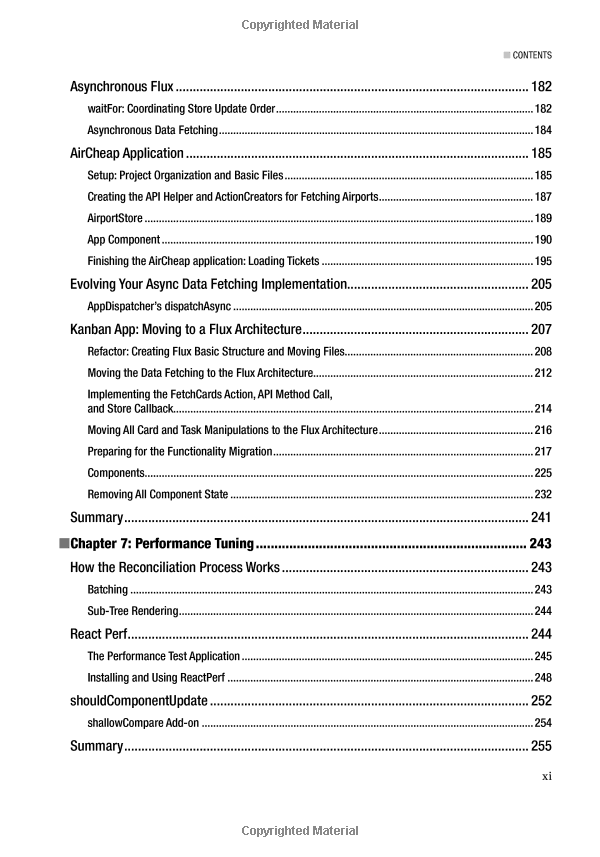 Copyrighted Material
■ CONTENTS
Asynchronous Flux ........ 182
waitFor: Coordinating Store Update Order ........ 182
Asynchronous Data Fetching ........ 184
AirCheap Application ........ 185
Setup: Project Organization and Basic Files ........ 185
Creating the API Helper and ActionCreators for Fetching Airports ........ 187
AirportStore ........ 189
App Component ........ 190
Finishing the AirCheap application: Loading Tickets ........ 195
Evolving Your Async Data Fetching Implementation ........ 205
AppDispatcher’s dispatchAsync ........ 205
Kanban App: Moving to a Flux Architecture ........ 207
Refactor: Creating Flux Basic Structure and Moving Files ........ 208
Moving the Data Fetching to the Flux Architecture ........ 212
Implementing the FetchCards Action, API Method Call,
and Store Callback ........ 214
Moving All Card and Task Manipulations to the Flux Architecture ........ 216
Preparing for the Functionality Migration ........ 217
Components ........ 225
Removing All Component State ........ 232
Summary ........ 241
■Chapter 7: Performance Tuning ........ 243
How the Reconciliation Process Works ........ 243
Batching ........ 243
Sub-Tree Rendering ........ 244
React Perf ........ 244
The Performance Test Application ........ 245
Installing and Using ReactPerf ........ 248
shouldComponentUpdate ........ 252
shallowCompare Add-on ........ 254
Summary ........ 255
xi
Copyrighted Material